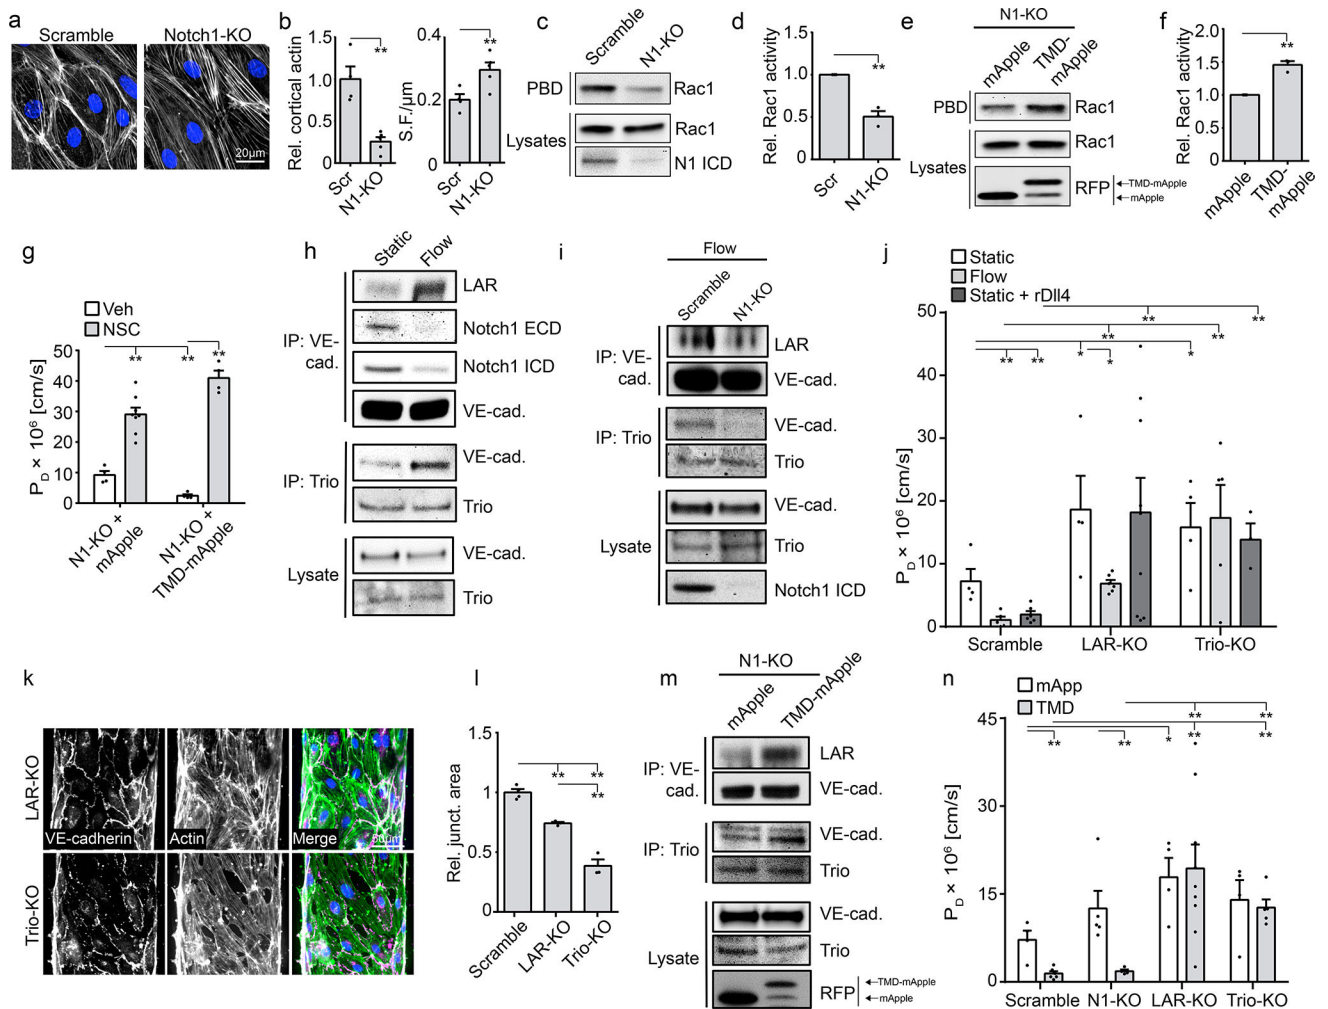 a
Scramble
Notch1-KO
20µm
b
Rel. cortical actin
1.5
1.0
0.5
0
**
Scr
N1-KO
S.F./µm
0.4
0.2
0
**
Scr
N1-KO
c
Scramble
N1-KO
PBD
Rac1
Lysates
Rac1
N1 ICD
d
Rel. Rac1 activity
1.5
1.0
0.5
0
**
Scr
N1-KO
e
N1-KO
mApple
TMD-
mApple
PBD
Rac1
Lysates
Rac1
RFP
TMD-mApple
mApple
f
Rel. Rac1 activity
2.0
1.5
1.0
0.5
0
**
mApple
TMD-
mApple
g
Veh
NSC
P_D × 10⁶ [cm/s]
50
40
30
20
10
0
**
**
**
N1-KO +
mApple
N1-KO +
TMD-mApple
h
Static
Flow
IP: VE-
cad.
LAR
Notch1 ECD
Notch1 ICD
VE-cad.
IP: Trio
VE-cad.
Trio
Lysate
VE-cad.
Trio
i
Flow
Scramble
N1-KO
IP: VE-
cad.
LAR
VE-cad.
IP: Trio
VE-cad.
Trio
Lysate
VE-cad.
Trio
Notch1 ICD
j
Static
Flow
Static + rDll4
P_D × 10⁶ [cm/s]
50
40
30
20
10
0
** **
** **
** ** * * *
Scramble
LAR-KO
Trio-KO
k
LAR-KO
VE-cadherin
Actin
Merge
50µm
Trio-KO
l
Rel. junct. area
1.5
1
0.5
0
** **
**
Scramble
LAR-KO
Trio-KO
m
N1-KO
mApple
TMD-mApple
IP: VE-
cad.
LAR
VE-cad.
IP: Trio
VE-cad.
Trio
Lysate
VE-cad.
Trio
RFP
TMD-mApple
mApple
n
mApp
TMD
P_D × 10⁶ [cm/s]
45
30
15
0
** **
** **
** ** *
Scramble
N1-KO
LAR-KO
Trio-KO